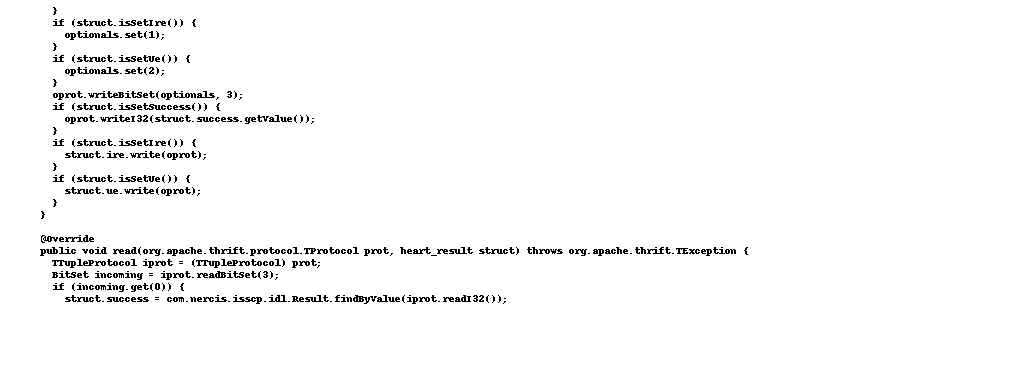 }
if (struct.isSetIre()) {
optionals.set(1);
}
if (struct.isSetUe()) {
optionals.set(2);
}
oprot.writeBitSet(optionals, 3);
if (struct.isSetSuccess()) {
oprot.writeI32(struct.success.getValue());
}
if (struct.isSetIre()) {
struct.ire.write(oprot);
}
if (struct.isSetUe()) {
struct.ue.write(oprot);
}
}
@Override
public void read(org.apache.thrift.protocol.TProtocol prot, heart_result struct) throws org.apache.thrift.TException {
TTupleProtocol iprot = (TTupleProtocol) prot;
BitSet incoming = iprot.readBitSet(3);
if (incoming.get(0)) {
struct.success = com.nercis.isscp.idl.Result.findByValue(iprot.readI32());